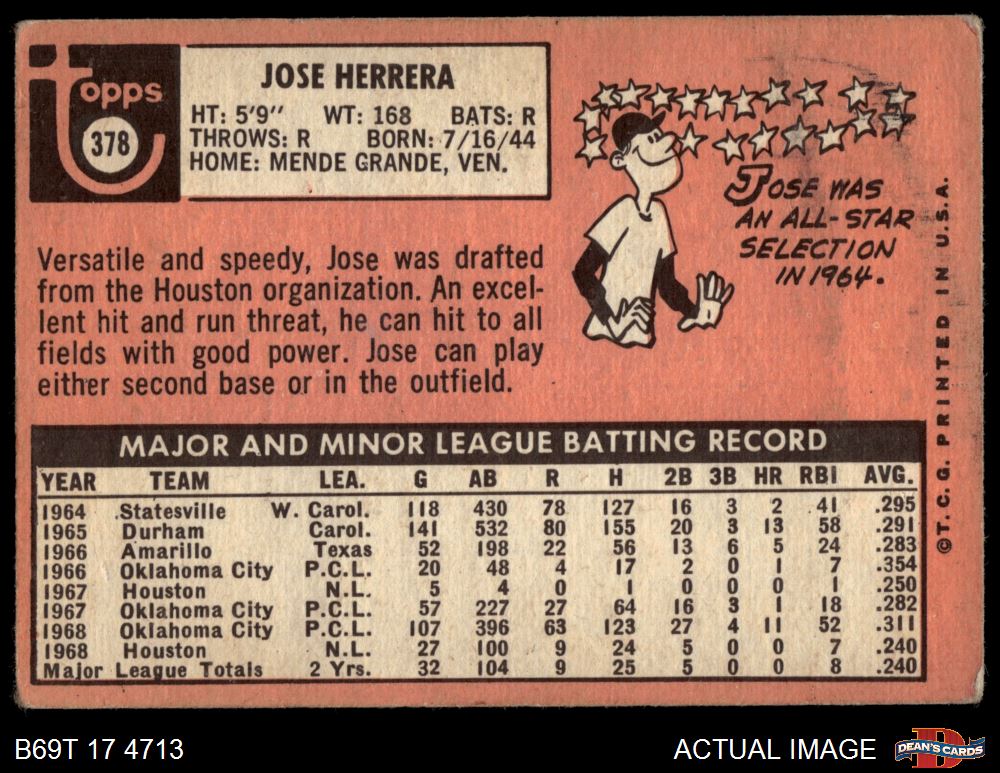 Topps
378
JOSE HERRERA
HT: 5'9" WT: 168 BATS: R
THROWS: R BORN: 7/16/44
HOME: MENDE GRANDE, VEN.
Versatile and speedy, Jose was drafted
from the Houston organization. An excel-
lent hit and run threat, he can hit to all
fields with good power. Jose can play
either second base or in the outfield.
JOSE WAS
AN ALL-STAR
SELECTION
IN 1964.
©T.C.G. PRINTED IN U.S.A.
MAJOR AND MINOR LEAGUE BATTING RECORD
YEAR TEAM LEA. G AB R H 2B 3B HR RBI AVG.
1964 Statesville W. Carol. 118 430 78 127 16 3 2 41 .295
1965 Durham Carol. 141 532 80 155 20 3 13 58 .291
1966 Amarillo Texas 52 198 22 56 13 6 5 24 .283
1966 Oklahoma City P.C.L. 20 48 4 17 2 0 1 7 .354
1967 Houston N.L. 5 4 0 1 0 0 0 1 .250
1967 Oklahoma City P.C.L. 57 227 27 64 16 3 1 18 .282
1968 Oklahoma City P.C.L. 107 396 63 123 27 4 11 52 .311
1968 Houston N.L. 27 100 9 24 5 0 0 7 .240
Major League Totals 2 Yrs. 32 104 9 25 5 0 0 8 .240
B69T 17 4713
ACTUAL IMAGE
D
DEAN'S CARDS